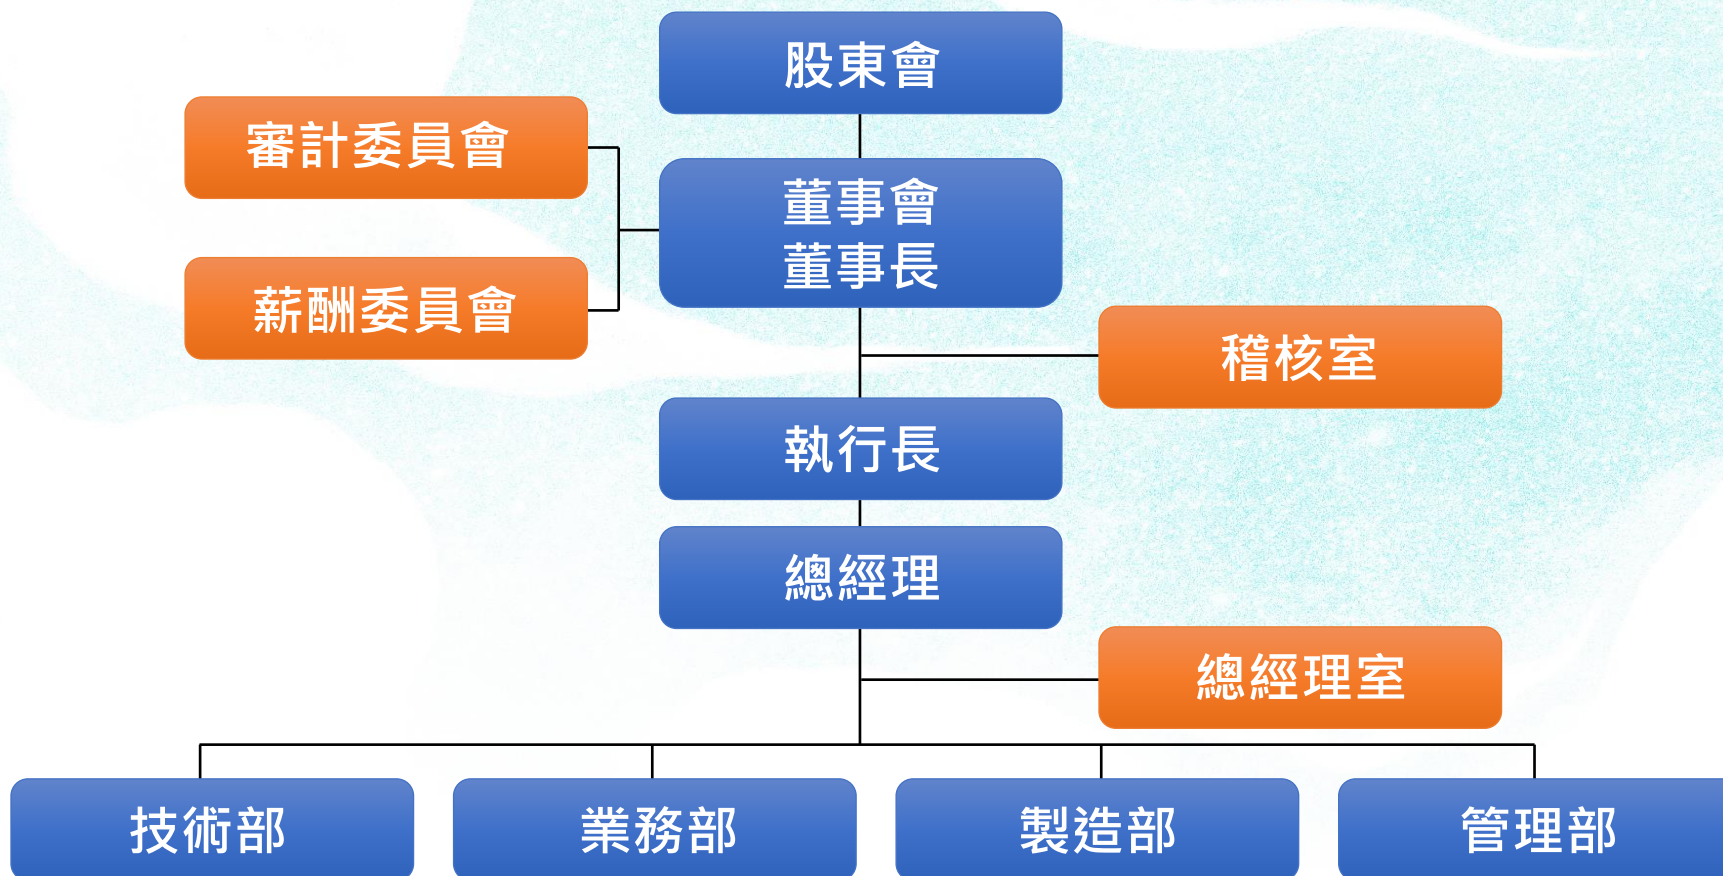 股東會
審計委員會
董事會
董事長
薪酬委員會
稽核室
執行長
總經理
總經理室
技術部
業務部
製造部
管理部